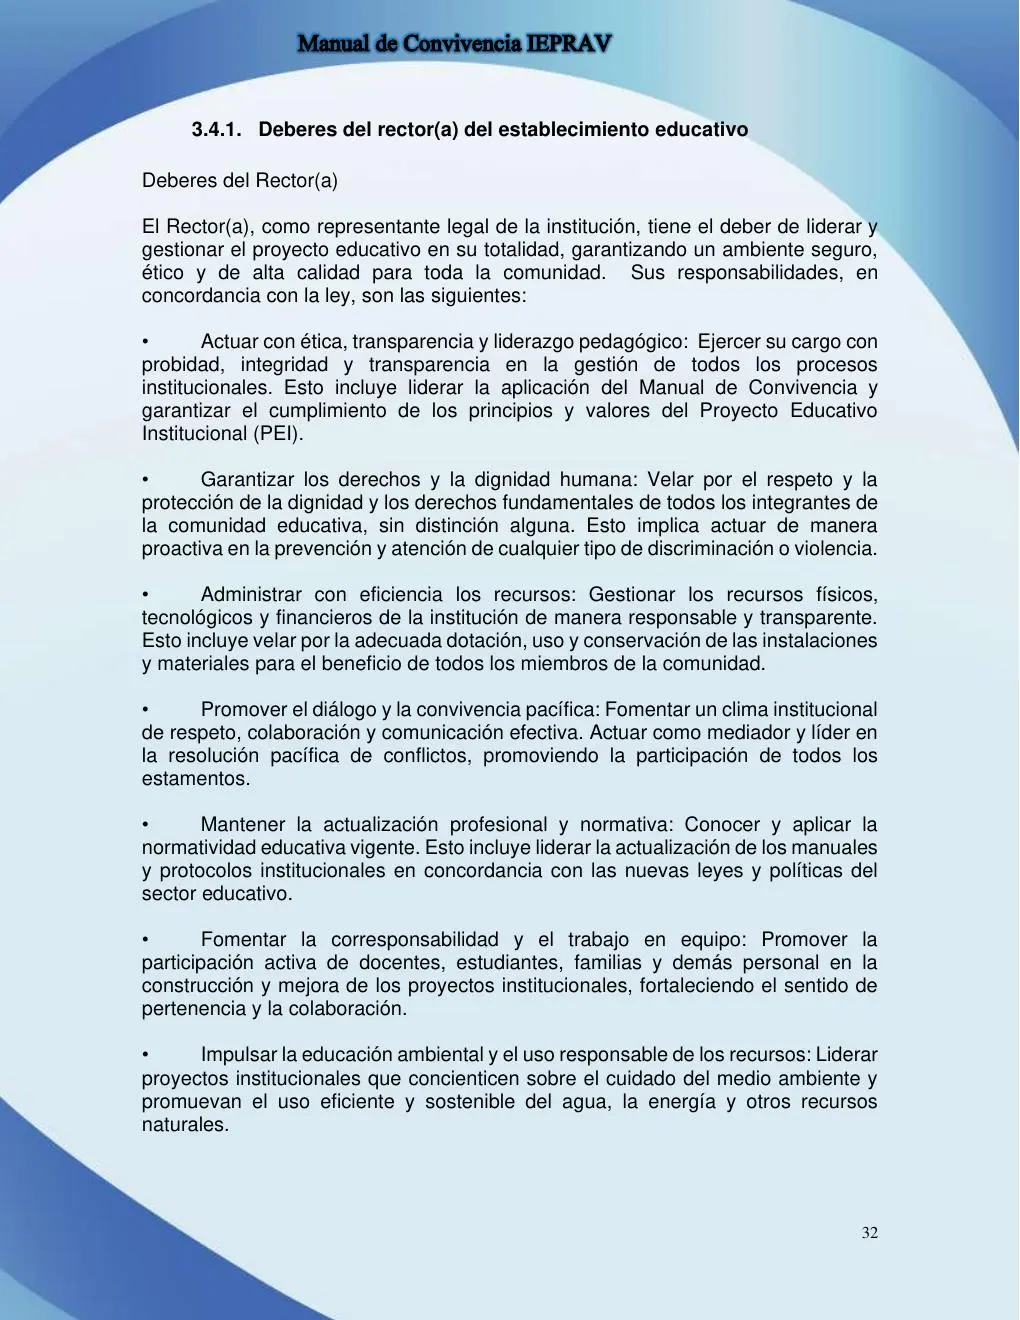 Manual de Convivencia IEPRAV
3.4.1. Deberes del rector(a) del establecimiento educativo
Deberes del Rector(a)
El Rector(a), como representante legal de la institución, tiene el deber de liderar y
gestionar el proyecto educativo en su totalidad, garantizando un ambiente seguro,
ético y de alta calidad para toda la comunidad. Sus responsabilidades, en
concordancia con la ley, son las siguientes:
• Actuar con ética, transparencia y liderazgo pedagógico: Ejercer su cargo con
probidad, integridad y transparencia en la gestión de todos los procesos
institucionales. Esto incluye liderar la aplicación del Manual de Convivencia y
garantizar el cumplimiento de los principios y valores del Proyecto Educativo
Institucional (PEI).
• Garantizar los derechos y la dignidad humana: Velar por el respeto y la
protección de la dignidad y los derechos fundamentales de todos los integrantes de
la comunidad educativa, sin distinción alguna. Esto implica actuar de manera
proactiva en la prevención y atención de cualquier tipo de discriminación o violencia.
• Administrar con eficiencia los recursos: Gestionar los recursos físicos,
tecnológicos y financieros de la institución de manera responsable y transparente.
Esto incluye velar por la adecuada dotación, uso y conservación de las instalaciones
y materiales para el beneficio de todos los miembros de la comunidad.
• Promover el diálogo y la convivencia pacífica: Fomentar un clima institucional
de respeto, colaboración y comunicación efectiva. Actuar como mediador y líder en
la resolución pacífica de conflictos, promoviendo la participación de todos los
estamentos.
• Mantener la actualización profesional y normativa: Conocer y aplicar la
normatividad educativa vigente. Esto incluye liderar la actualización de los manuales
y protocolos institucionales en concordancia con las nuevas leyes y políticas del
sector educativo.
• Fomentar la corresponsabilidad y el trabajo en equipo: Promover la
participación activa de docentes, estudiantes, familias y demás personal en la
construcción y mejora de los proyectos institucionales, fortaleciendo el sentido de
pertenencia y la colaboración.
• Impulsar la educación ambiental y el uso responsable de los recursos: Liderar
proyectos institucionales que concienticen sobre el cuidado del medio ambiente y
promuevan el uso eficiente y sostenible del agua, la energía y otros recursos
naturales.
32